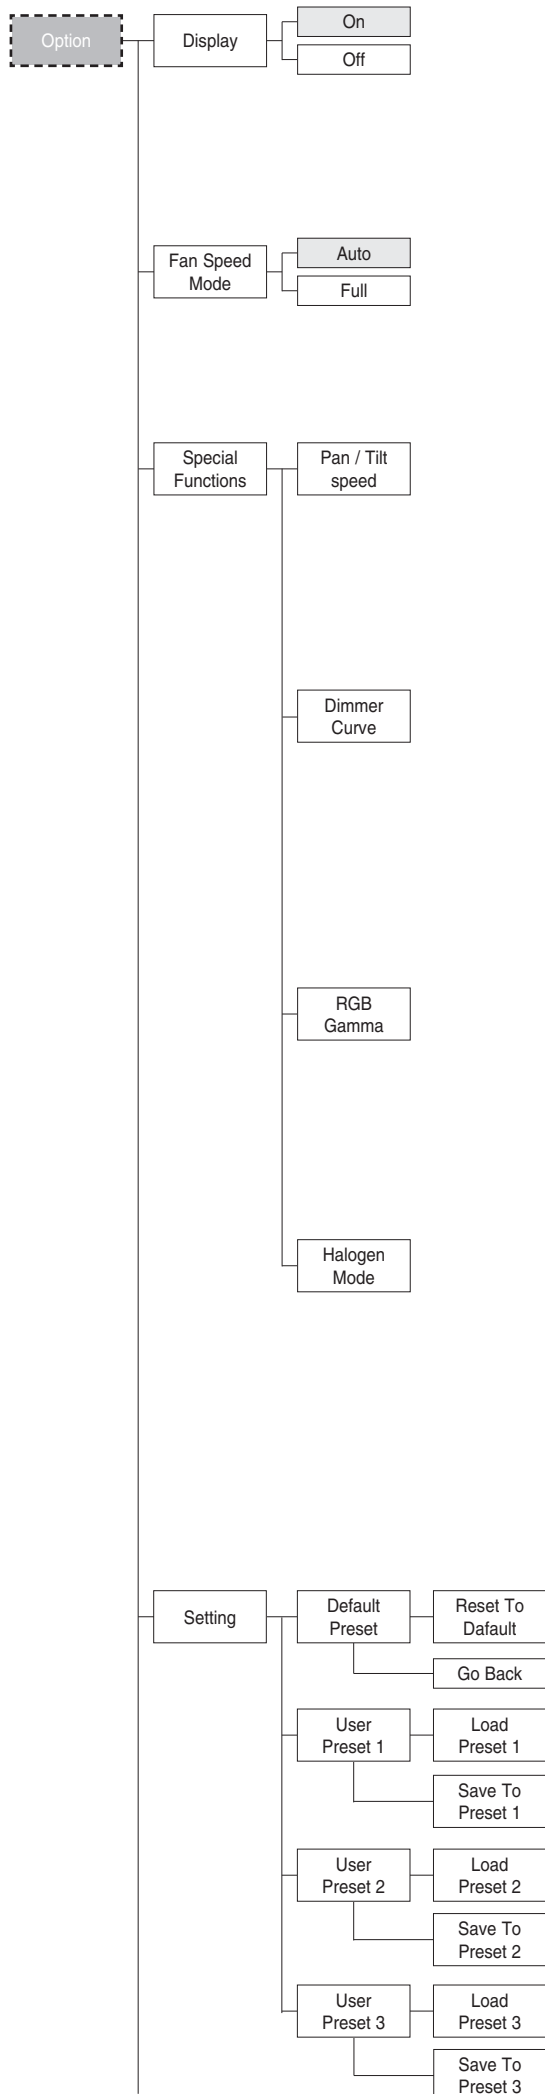 Option
Display
On
Off
Fan Speed
Mode
Auto
Full
Special
Functions
Pan / Tilt
speed
Dimmer
Curve
RGB
Gamma
Halogen
Mode
Setting
Default
Preset
Reset To
Dafault
Go Back
User
Preset 1
Load
Preset 1
Save To
Preset 1
User
Preset 2
Load
Preset 2
Save To
Preset 2
User
Preset 3
Load
Preset 3
Save To
Preset 3